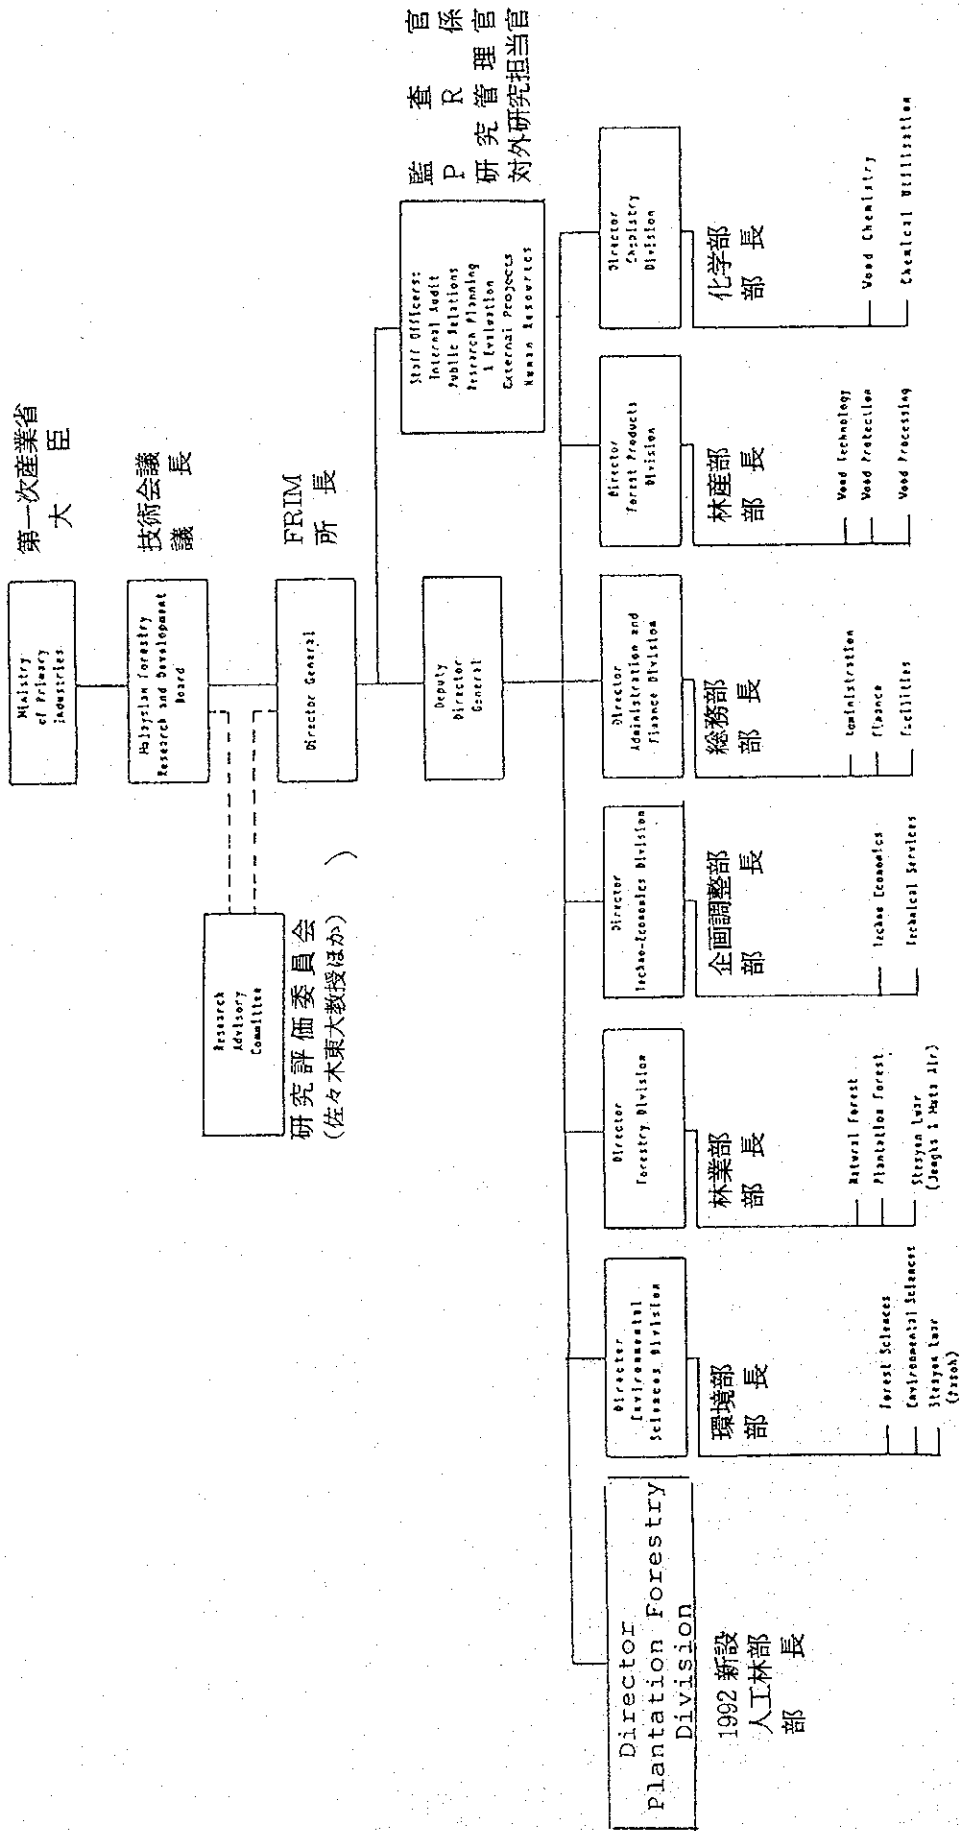 Ministry
of Primary
Industries
第一次産業省
大 臣
Malaysian Forestry
Research and Development
Board
技術会議
議 長
Research
Advisory
Committee
研究評価委員会
(佐々木東大教授ほか)
Director General
FRIM
所 長
Deputy
Director
General
Staff Officers:
Internal Audit
Public Relations
Research Planning
& Evaluation
External Projects
Human Resources
監 査 官
P R 係
研究管理官
対外研究担当官
Director
Plantation Forestry
Division
1992 新設
人工林部
部 長
Director
Environmental
Sciences Division
環境部
部 長
Forest Sciences
Environmental Sciences
Stesyen Luar
(Pasoh)
Director
Forestry Division
林業部
部 長
Natural Forest
Plantation Forest
Stesyen Luar
(Jengka & Mata Air)
Director
Techno-Economics Division
企画調整部
部 長
Techno Economics
Technical Services
Director
Administration and
Finance Division
総務部
部 長
Administration
Finance
Facilities
Director
Forest Products
Division
林産部
部 長
Wood Technology
Wood Protection
Wood Processing
Director
Chemistry
Division
化学部
部 長
Wood Chemistry
Chemical Utilisation